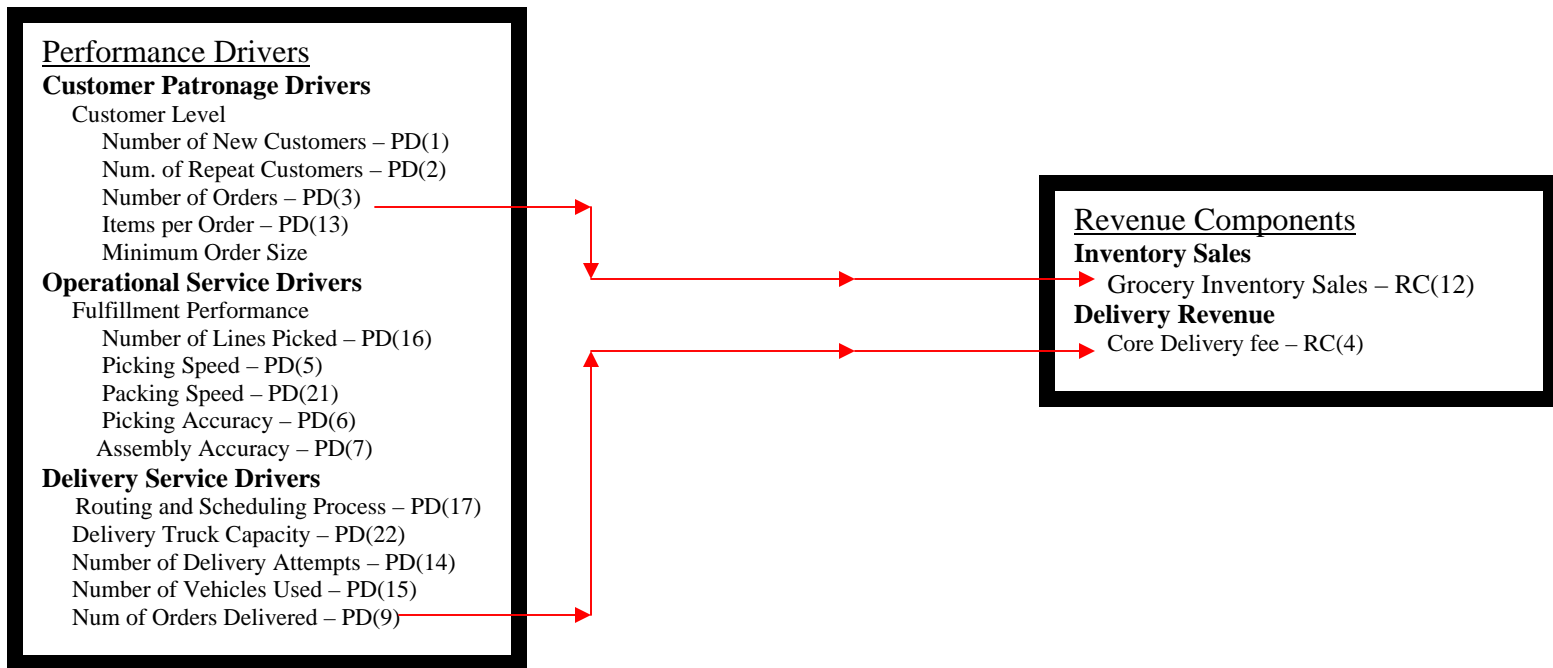 Performance Drivers
Customer Patronage Drivers
Customer Level
Number of New Customers – PD(1)
Num. of Repeat Customers – PD(2)
Number of Orders – PD(3)
Items per Order – PD(13)
Minimum Order Size
Operational Service Drivers
Fulfillment Performance
Number of Lines Picked – PD(16)
Picking Speed – PD(5)
Packing Speed – PD(21)
Picking Accuracy – PD(6)
Assembly Accuracy – PD(7)
Delivery Service Drivers
Routing and Scheduling Process – PD(17)
Delivery Truck Capacity – PD(22)
Number of Delivery Attempts – PD(14)
Number of Vehicles Used – PD(15)
Num of Orders Delivered – PD(9)
Revenue Components
Inventory Sales
Grocery Inventory Sales – RC(12)
Delivery Revenue
Core Delivery fee – RC(4)